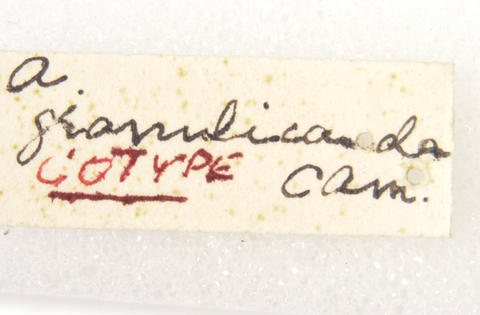 a.
granulicauda
COTYPE Cam.